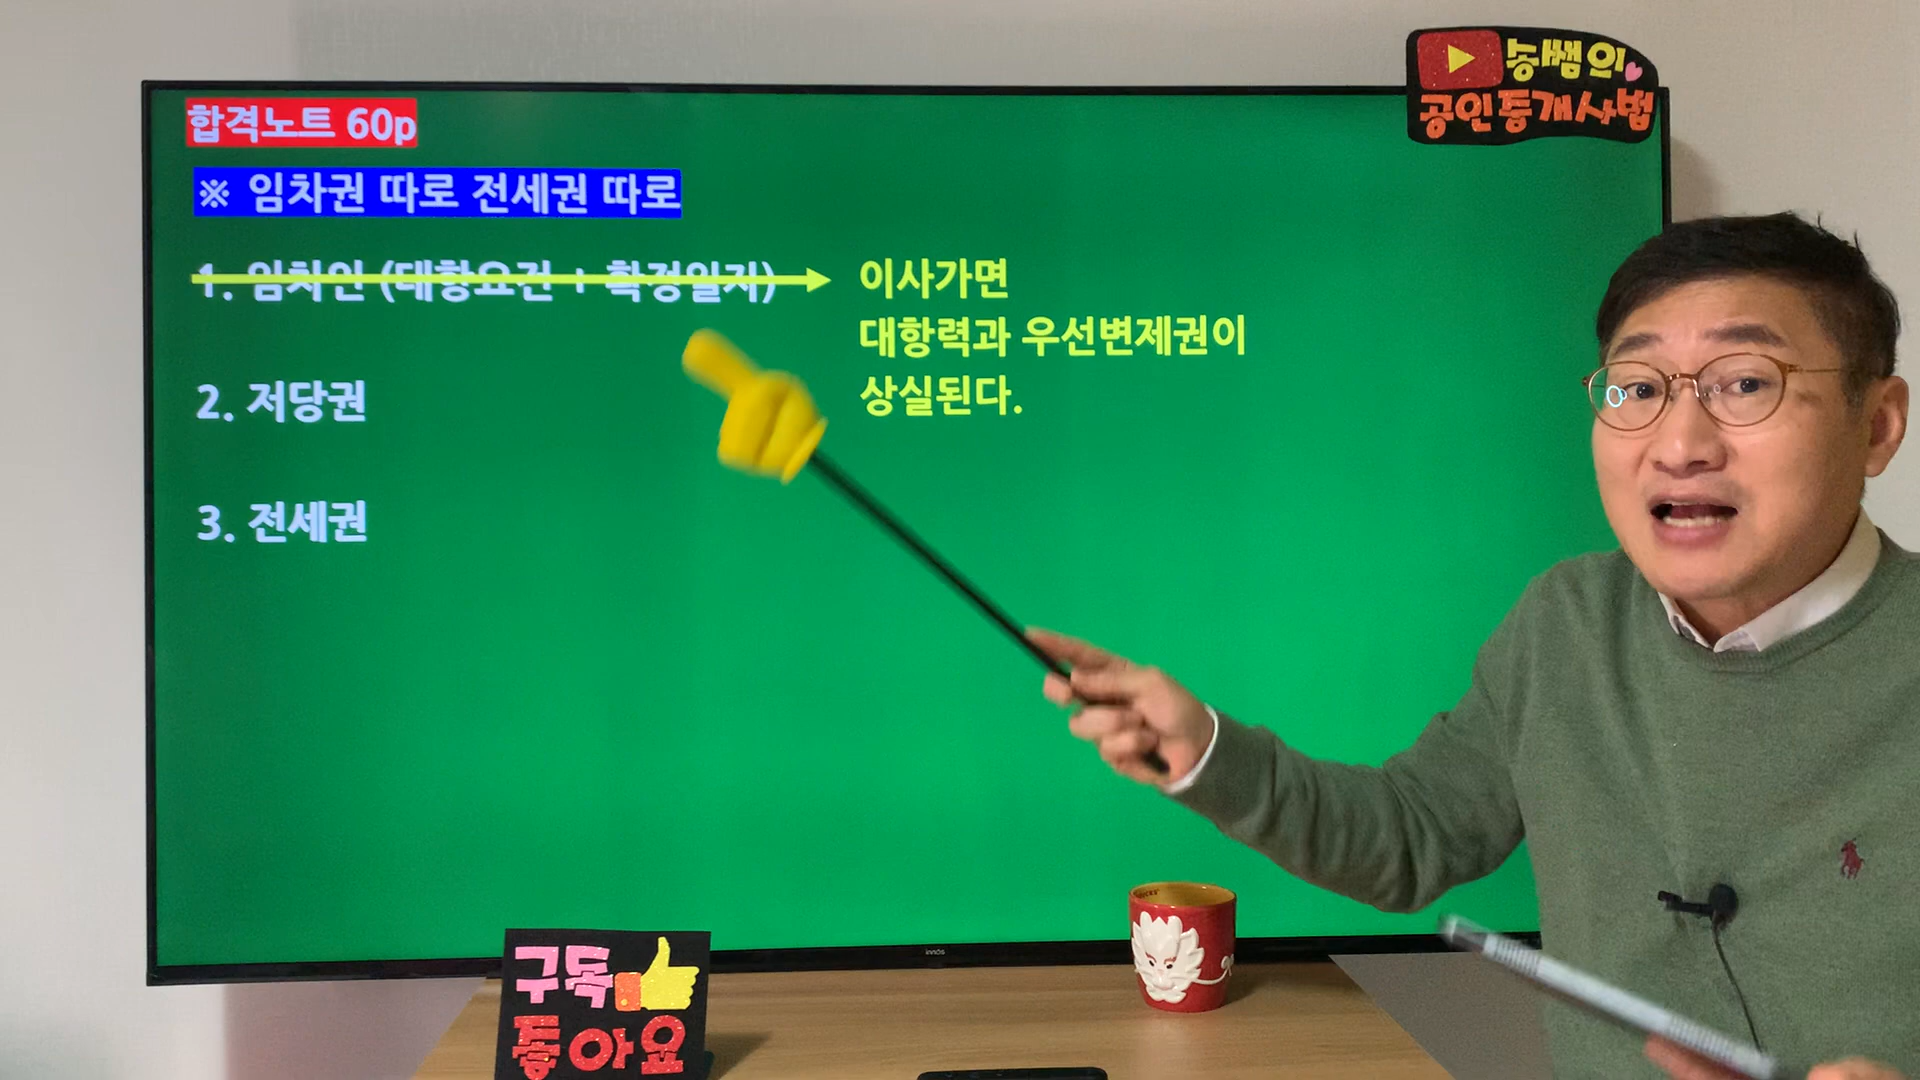 송쌤의
공인중개사법
합격노트 60p
※ 임차권 따로 전세권 따로
1. 임차인 (대항요건 + 확정일자)
이사가면
대항력과 우선변제권이
상실된다.
2. 저당권
3. 전세권
innos
구독
좋아요